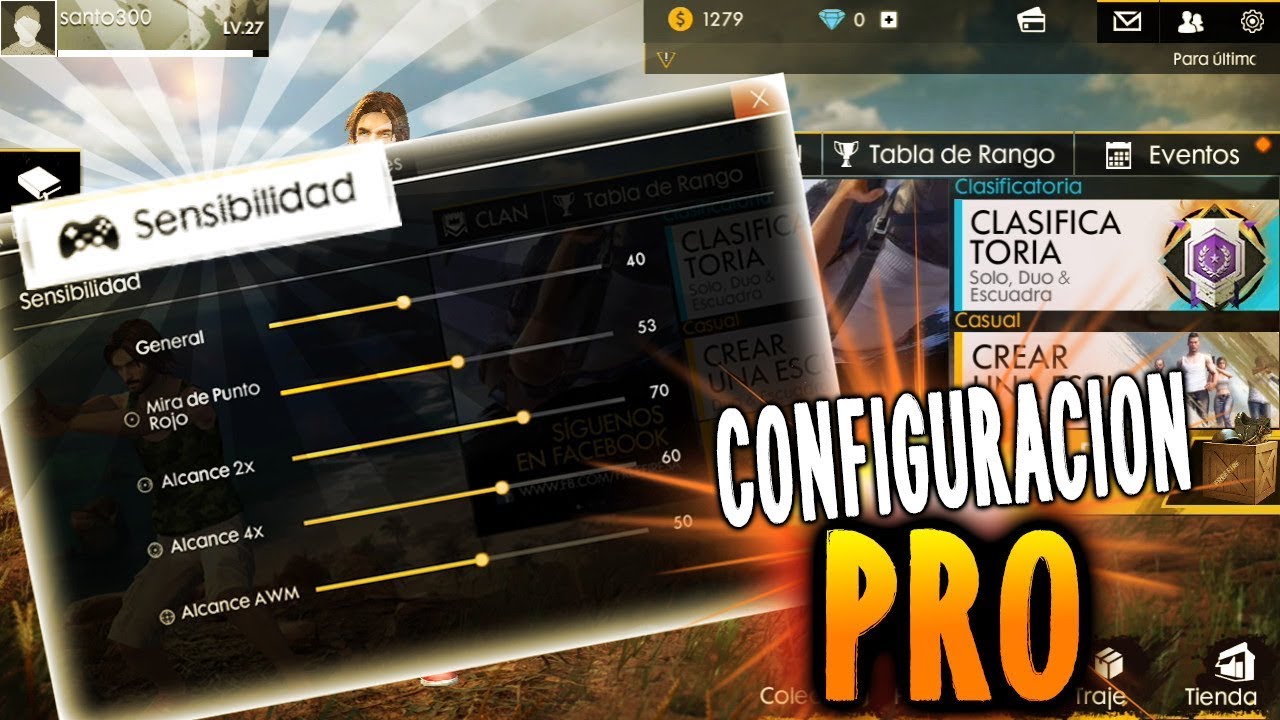 santo300
LV.27
1279
0
Para últimc
Tabla de Rango
Eventos
Sensibilidad
CLAN
Tabla de Rango
Clasificatoria
CLASIFICA
TORIA
Solo, Duo &
Escuadra
Casual
CREAR
CLASIFICA
TORIA
Solo, Duo &
Escuadra
Casual
CREAR
UNA ESC
Sensibilidad
General
40
Mira de Punto
Rojo
53
Alcance 2x
70
Alcance 4x
60
Alcance AWM
50
SÍGUENOS
EN FACEBOOK
CONFIGURACION
PRO
Traje
Tienda